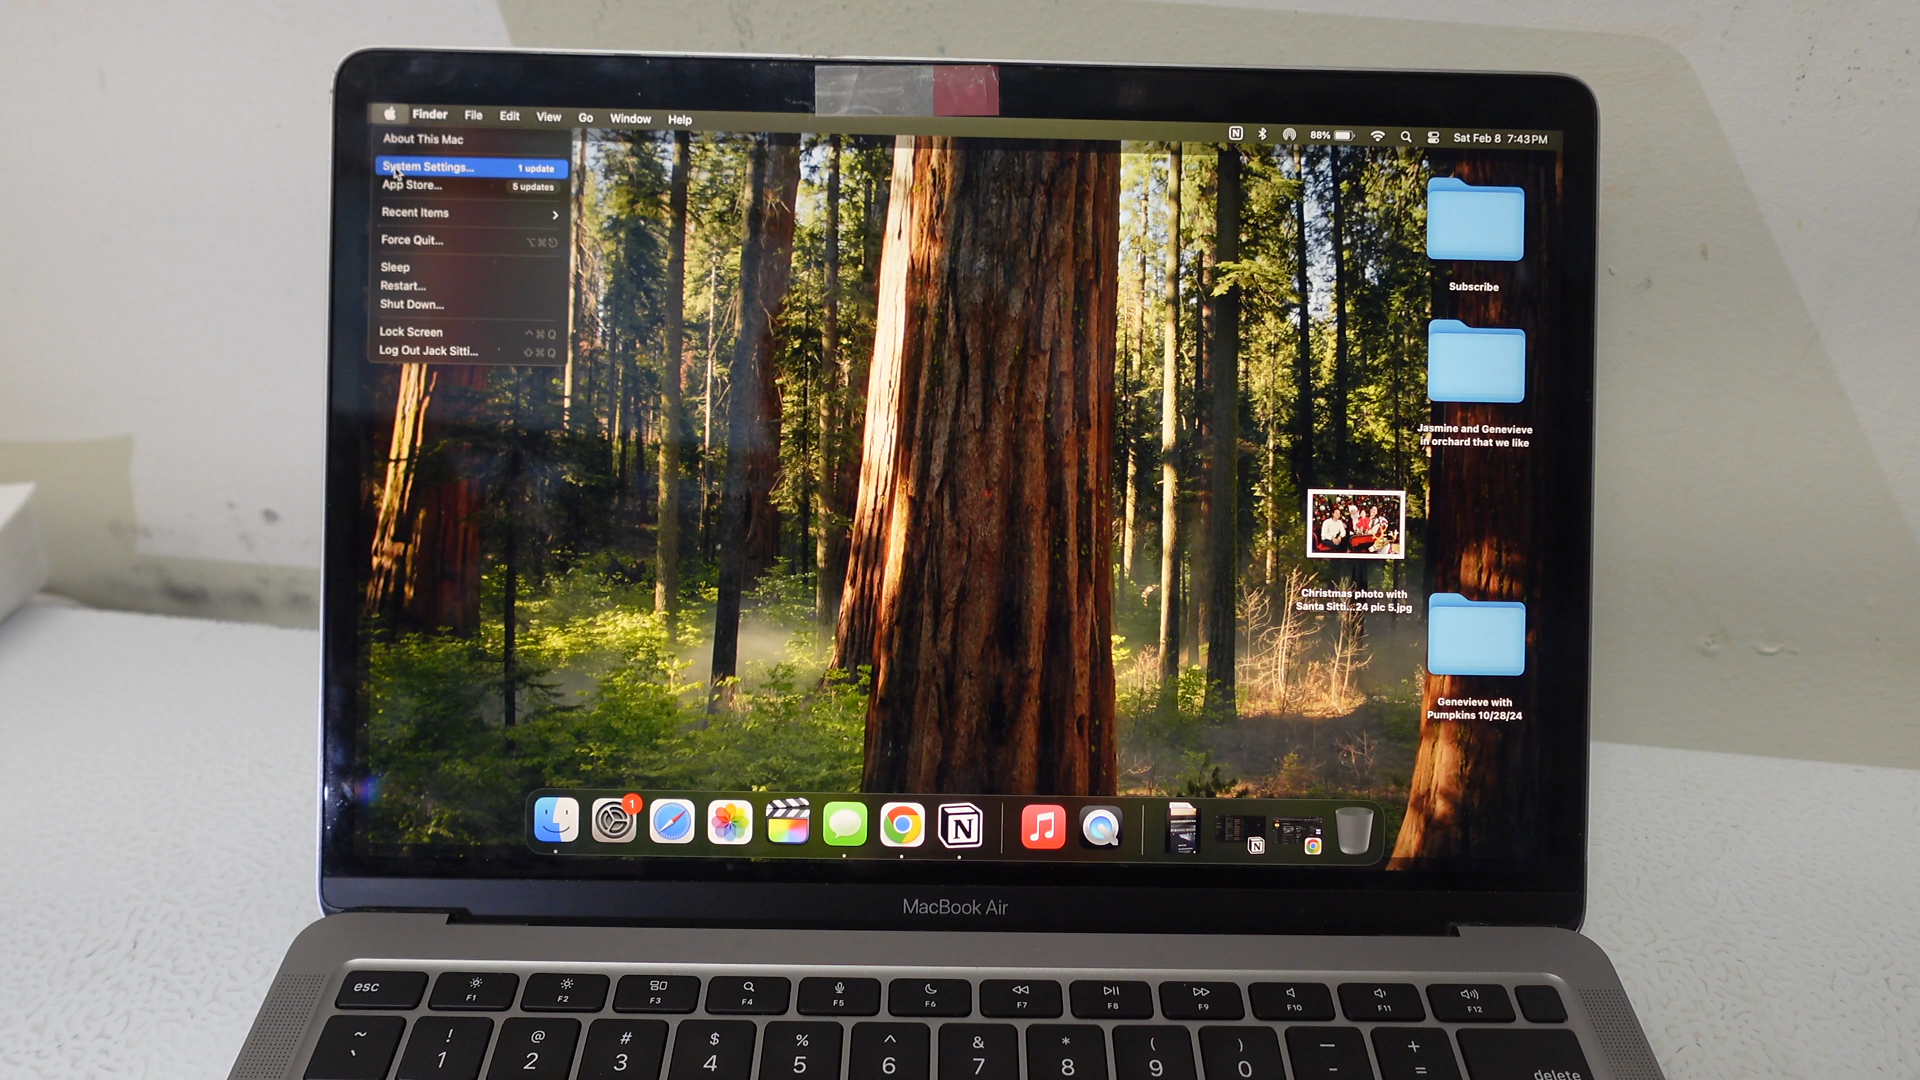 Finder File Edit View Go Window Help
88% Sat Feb 8 7:43 PM
About This Mac
System Settings... 1 update
App Store... 5 updates
Recent Items
Force Quit... ⌥⌘
Sleep
Restart...
Shut Down...
Lock Screen ^⌘Q
Log Out Jack Sitti... ⇧⌘Q
Subscribe
Jasmine and Genevieve
in orchard that we like
Christmas photo with
Santa Sitti...24 pic 5.jpg
Genevieve with
Pumpkins 10/28/24
1
N
MacBook Air
esc F1 F2 F3 F4 F5 F6 F7 F8 F9 F10 F11 F12
~ ! @ # $ % ^ & * ( ) — +
` 1 2 3 4 5 6 7 8 9 0 - =
delete